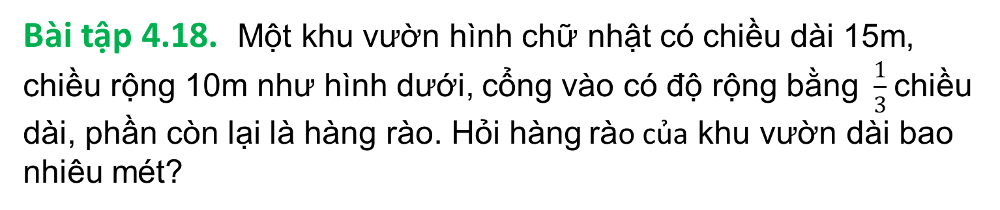 Bài tập 4.18. Một khu vườn hình chữ nhật có chiều dài 15m,
chiều rộng 10m như hình dưới, cổng vào có độ rộng bằng 1/3 chiều
dài, phần còn lại là hàng rào. Hỏi hàng rào của khu vườn dài bao
nhiêu mét?